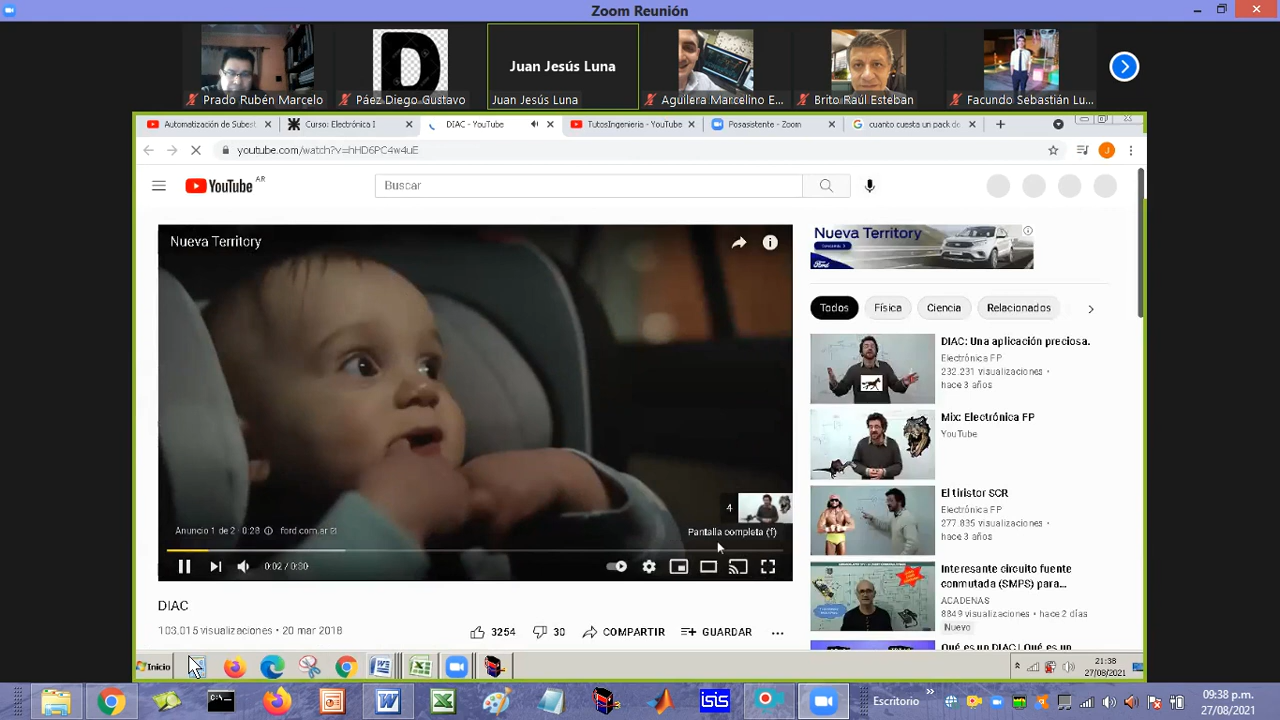 Zoom Reunión
D
Juan Jesús Luna
Prado Rubén Marcelo
Páez Diego Gustavo
Juan Jesús Luna
Aguilera Marcelino E...
Brito Raúl Esteban
Facundo Sebastián Lu...
Automatización de Subest
Curso: Electrónica I
DIAC - YouTube
TutosIngenieria - YouTube
Posasistente - Zoom
cuanto cuesta un pack de
youtube.com/watch?v=hHD6PC4w4uE
J
YouTube AR
Buscar
Nueva Territory
Nueva Territory
Ford
Todos
Física
Ciencia
Relacionados
DIAC: Una aplicación preciosa.
Electrónica FP
232.231 visualizaciones •
hace 3 años
Mix: Electrónica FP
YouTube
El tiristor SCR
Electrónica FP
277.835 visualizaciones •
hace 3 años
Interesante circuito fuente
conmutada (SMPS) para...
ACADENAS
8849 visualizaciones • hace 2 días
Nuevo
Qué es un DIAC | Qué es un
4
Anuncio 1 de 2 · 0:28
ford.com.ar
Pantalla completa (f)
0:02 / 0:30
DIAC
103.015 visualizaciones • 20 mar 2018
3254
30
COMPARTIR
GUARDAR
Inicio
21:38
27/08/2021
isis
Escritorio
09:38 p.m.
27/08/2021